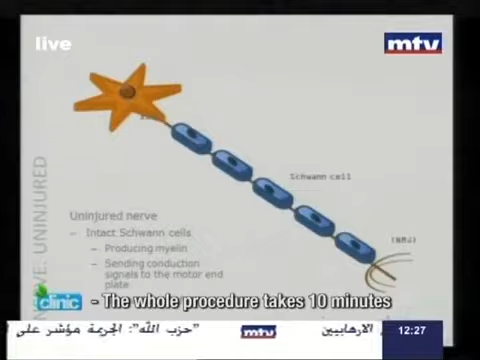 live
mtv
NERVE, UNINJURED
Schwann cell
Uninjured nerve
- Intact Schwann cells
- Producing myelin
- Sending conduction
signals to the motor end
plate
(NMJ)
clinic
- The whole procedure takes 10 minutes
الارهابيين
mtv
"حزب الله": الجريمة مؤشر على
12:27